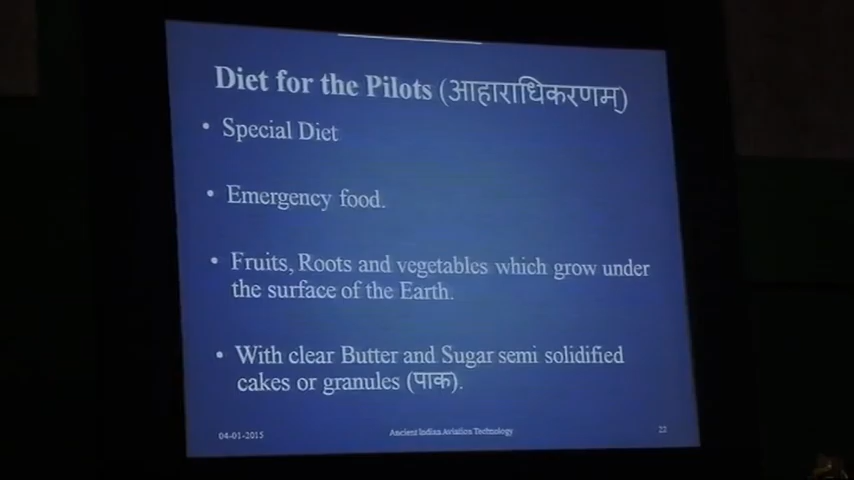 Diet for the Pilots (आहाराधिकरणम्)
• Special Diet
• Emergency food.
• Fruits, Roots and vegetables which grow under
the surface of the Earth.
• With clear Butter and Sugar semi solidified
cakes or granules (पाक).
04-01-2015 Ancient Indian Aviation Technology 22